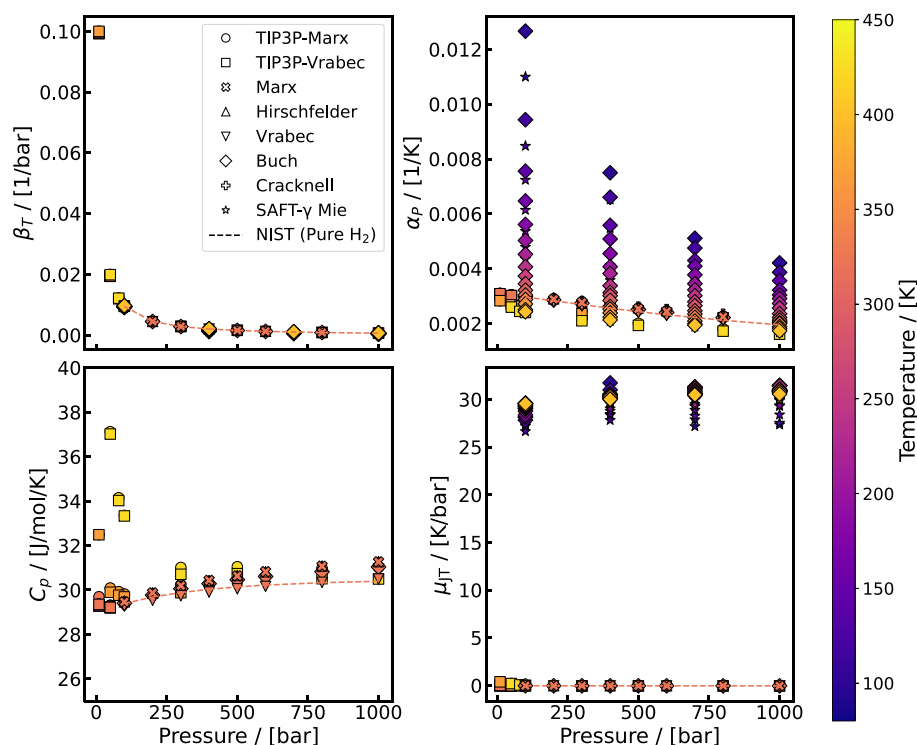 0.10
0.08
0.06
0.04
0.02
0.00
β_T / [1/bar]
TIP3P-Marx
TIP3P-Vrabec
Marx
Hirschfelder
Vrabec
Buch
Cracknell
SAFT-γ Mie
NIST (Pure H₂)
0.012
0.010
0.008
0.006
0.004
0.002
α_P / [1/K]
40
38
36
34
32
30
28
26
C_p / [J/mol/K]
0 250 500 750 1000
Pressure / [bar]
30
25
20
15
10
5
0
μ_JT / [K/bar]
0 250 500 750 1000
Pressure / [bar]
450
400
350
300
250
200
150
100
Temperature / [K]